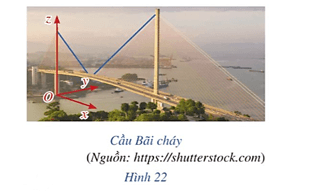 z
y
O
x
Cầu Bãi cháy
(Nguồn: https://shutterstock.com)
Hình 22